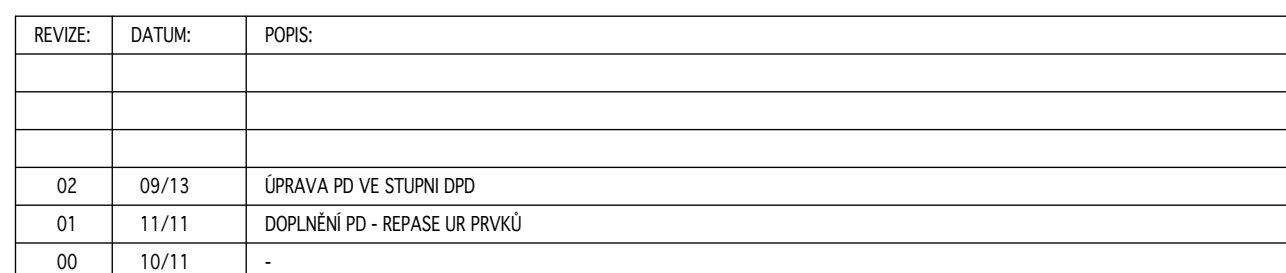 REVIZE: DATUM: POPIS:
02 09/13 ÚPRAVA PD VE STUPNI DPD
01 11/11 DOPLNĚNÍ PD - REPASE UR PRVKŮ
00 10/11 -